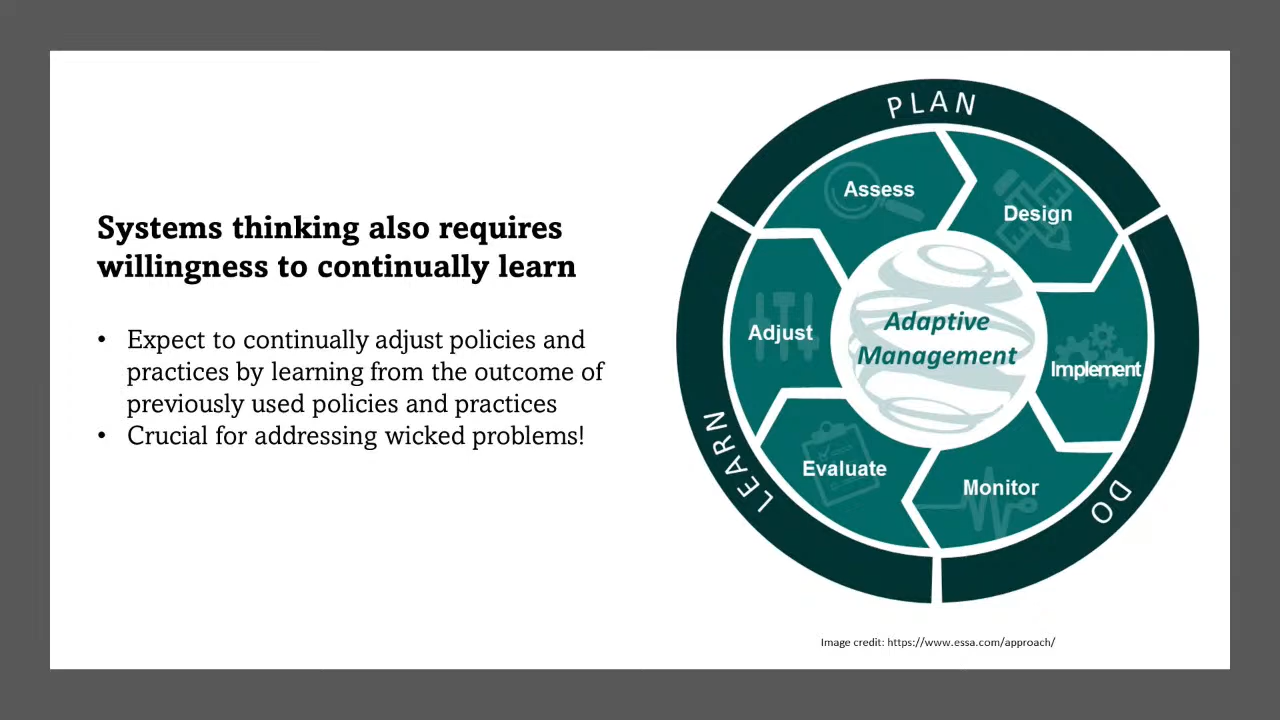 Systems thinking also requires
willingness to continually learn
• Expect to continually adjust policies and
practices by learning from the outcome of
previously used policies and practices
• Crucial for addressing wicked problems!
PLAN
Assess
Design
Adjust
Adaptive
Management
Implement
Evaluate
Monitor
LEARN
DO
Image credit: https://www.essa.com/approach/